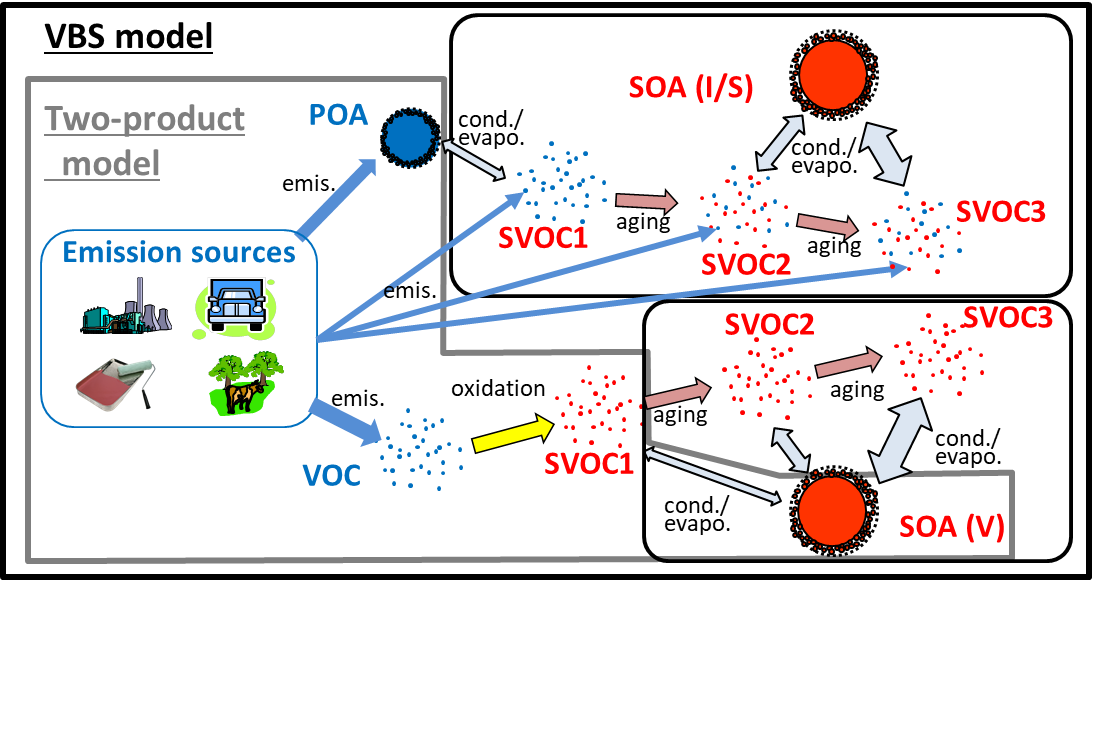 VBS model
Two-product
model
POA
cond./
evapo.
SOA (I/S)
cond./
evapo.
emis.
SVOC1
aging
SVOC2
aging
SVOC3
Emission sources
emis.
SVOC2
SVOC3
emis.
oxidation
aging
aging
VOC
SVOC1
cond./
evapo.
cond./
evapo.
SOA (V)